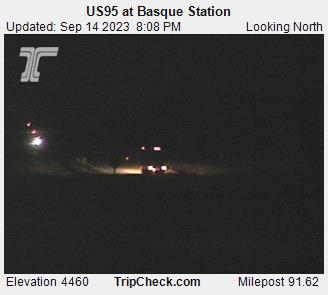 US95 at Basque Station
Updated: Sep 14 2023 8:08 PM Looking North
Elevation 4460 TripCheck.com Milepost 91.62